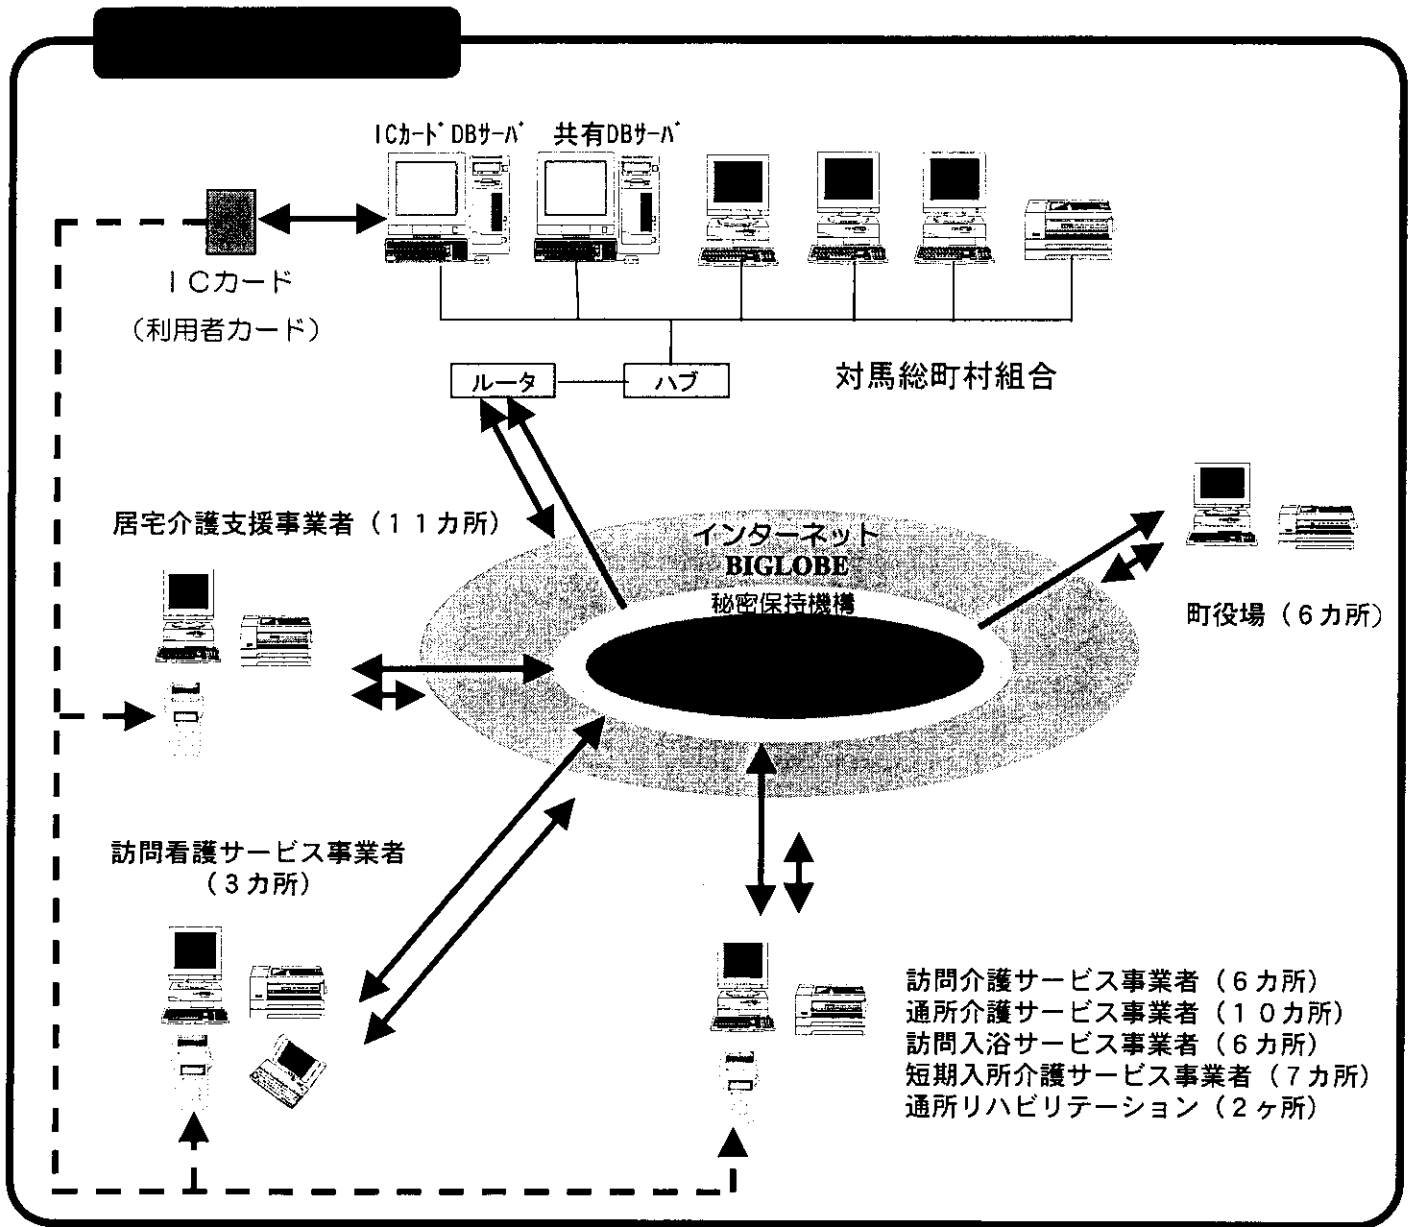 ICカードDBサーバ 共有DBサーバ
ICカード
（利用者カード）
ルータ
ハブ
対馬総町村組合
居宅介護支援事業者（１１カ所）
インターネット
BIGLOBE
秘密保持機構
町役場（６カ所）
訪問看護サービス事業者
（３カ所）
訪問介護サービス事業者（６カ所）
通所介護サービス事業者（１０カ所）
訪問入浴サービス事業者（６カ所）
短期入所介護サービス事業者（７カ所）
通所リハビリテーション（２ヶ所）